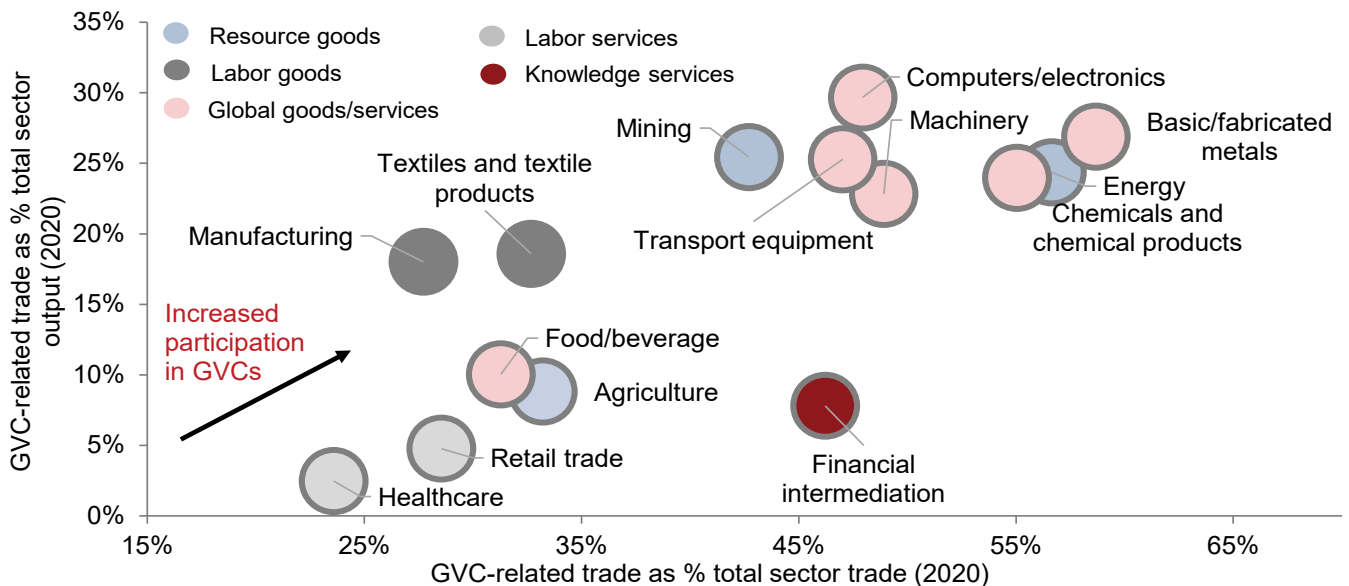 GVC-related trade as % total sector
output (2020)
35%
30%
25%
20%
15%
10%
5%
0%
Resource goods
Labor goods
Global goods/services
Labor services
Knowledge services
Computers/electronics
Machinery
Mining
Basic/fabricated
metals
Textiles and textile
products
Energy
Chemicals and
chemical products
Manufacturing
Transport equipment
Increased
participation
in GVCs
Food/beverage
Agriculture
Retail trade
Healthcare
Financial
intermediation
15%
25%
35%
45%
55%
65%
GVC-related trade as % total sector trade (2020)